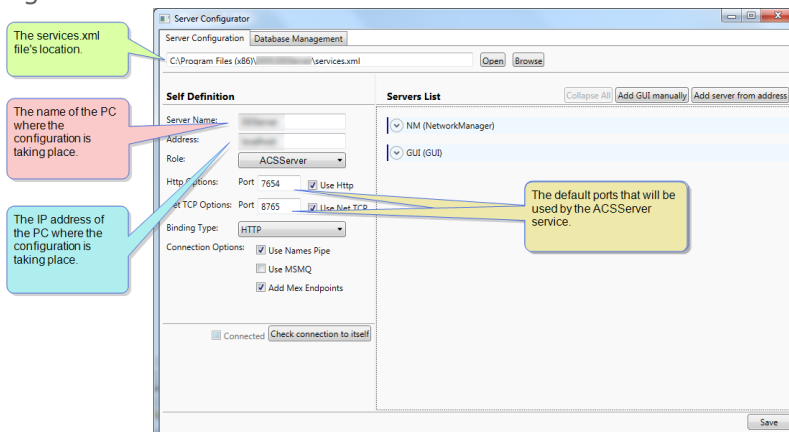 The services.xml
file's location.
The name of the PC
where the
configuration is
taking place.
The IP address of
the PC where the
configuration is
taking place.
Server Configurator
Server Configuration
Database Management
C:\Program Files (x86)\ \services.xml
Open
Browse
Self Definition
Server Name:
Address:
Role:
ACSServer
Http Options:
Port
7654
Use Http
TCP Options:
Port
8765
Use Net TCP
Binding Type:
HTTP
Connection Options:
Use Names Pipe
Use MSMQ
Add Mex Endpoints
Connected
Check connection to itself
Servers List
Collapse All
Add GUI manually
Add server from address
NM (NetworkManager)
GUI (GUI)
The default ports that will be
used by the ACSServer
service.
Save